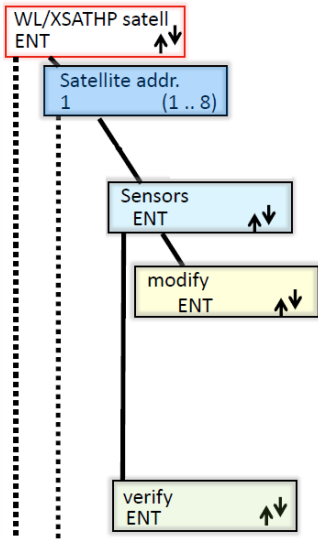 WL/XSATHP satell
ENT
Satellite addr.
1 (1 .. 8)
Sensors
ENT
modify
ENT
verify
ENT